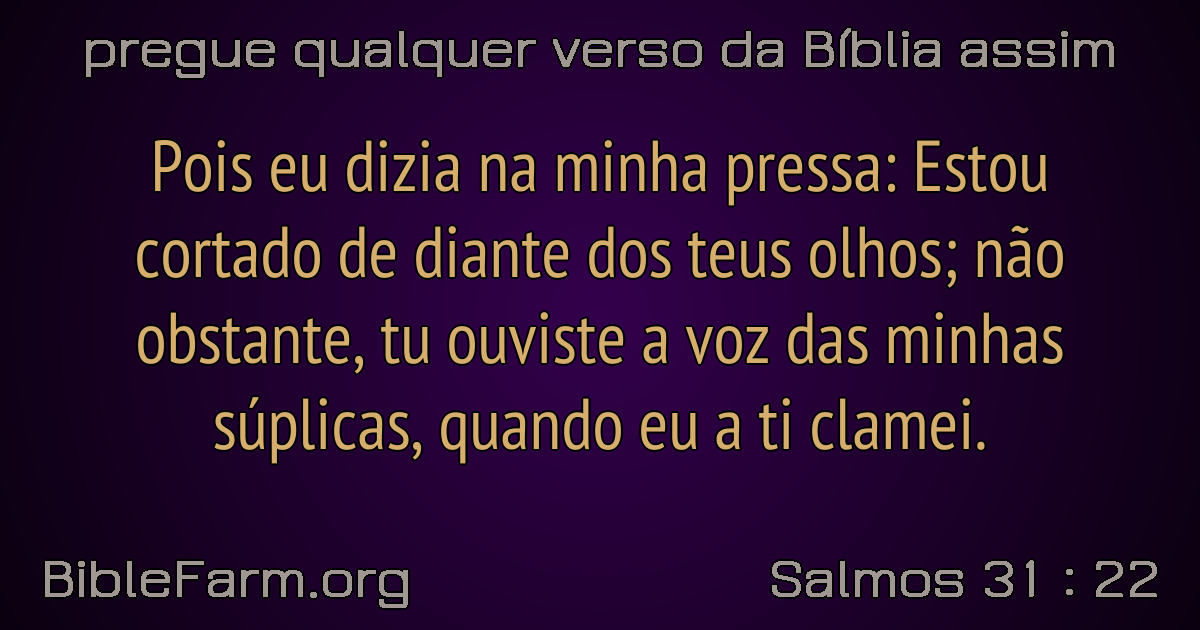 pregue qualquer verso da Bíblia assim
Pois eu dizia na minha pressa: Estou
cortado de diante dos teus olhos; não
obstante, tu ouviste a voz das minhas
súplicas, quando eu a ti clamei.
BibleFarm.org
Salmos 31 : 22